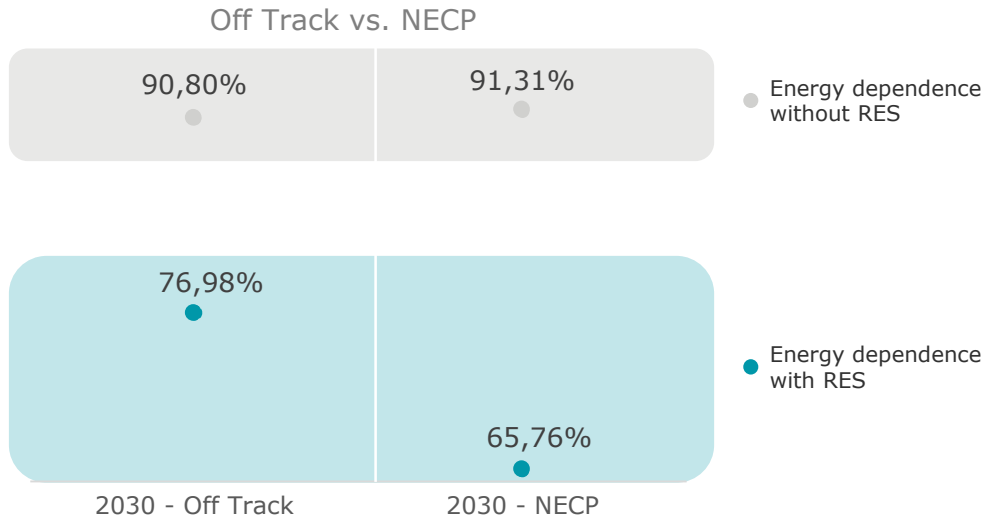 Off Track vs. NECP
90,80%
91,31%
Energy dependence
without RES
76,98%
65,76%
Energy dependence
with RES
2030 - Off Track
2030 - NECP